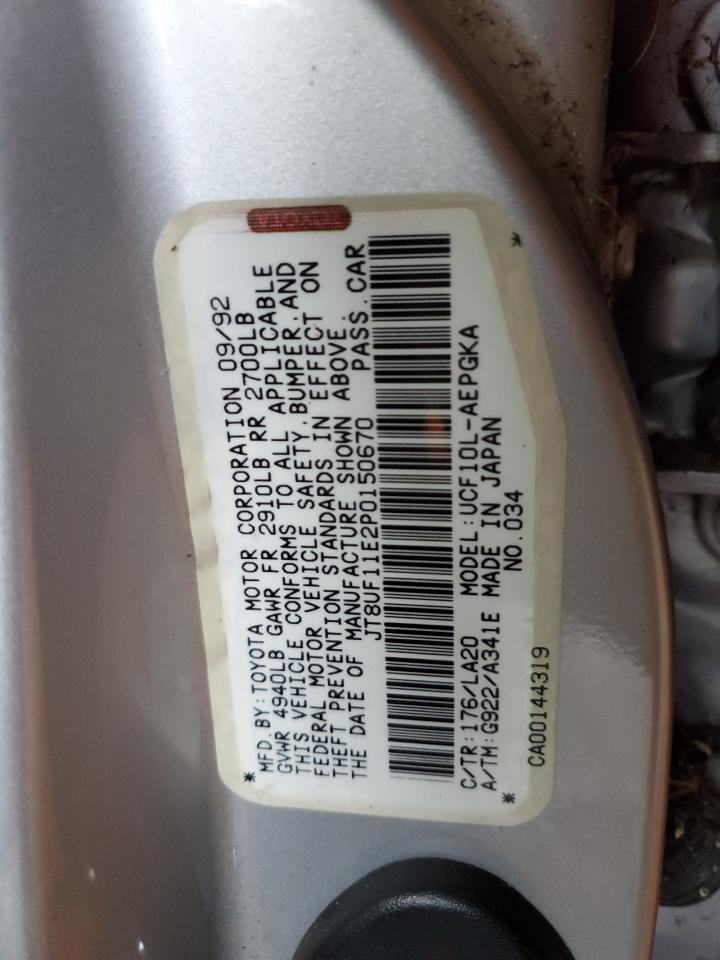 TOYOTA
MFD. BY: TOYOTA MOTOR CORPORATION 09/92
GVWR 4940LB GAWR FR 2910LB RR 2700LB
THIS VEHICLE CONFORMS TO ALL APPLICABLE
FEDERAL MOTOR VEHICLE SAFETY, BUMPER, AND
THEFT PREVENTION STANDARDS IN EFFECT ON
THE DATE OF MANUFACTURE SHOWN ABOVE.
JT8UF11E2P0150670 PASS. CAR
C/TR: 176/LA20 MODEL: UCF10L-AEPGKA
A/TM: G922/A341E MADE IN JAPAN
NO. 034
CA00144319